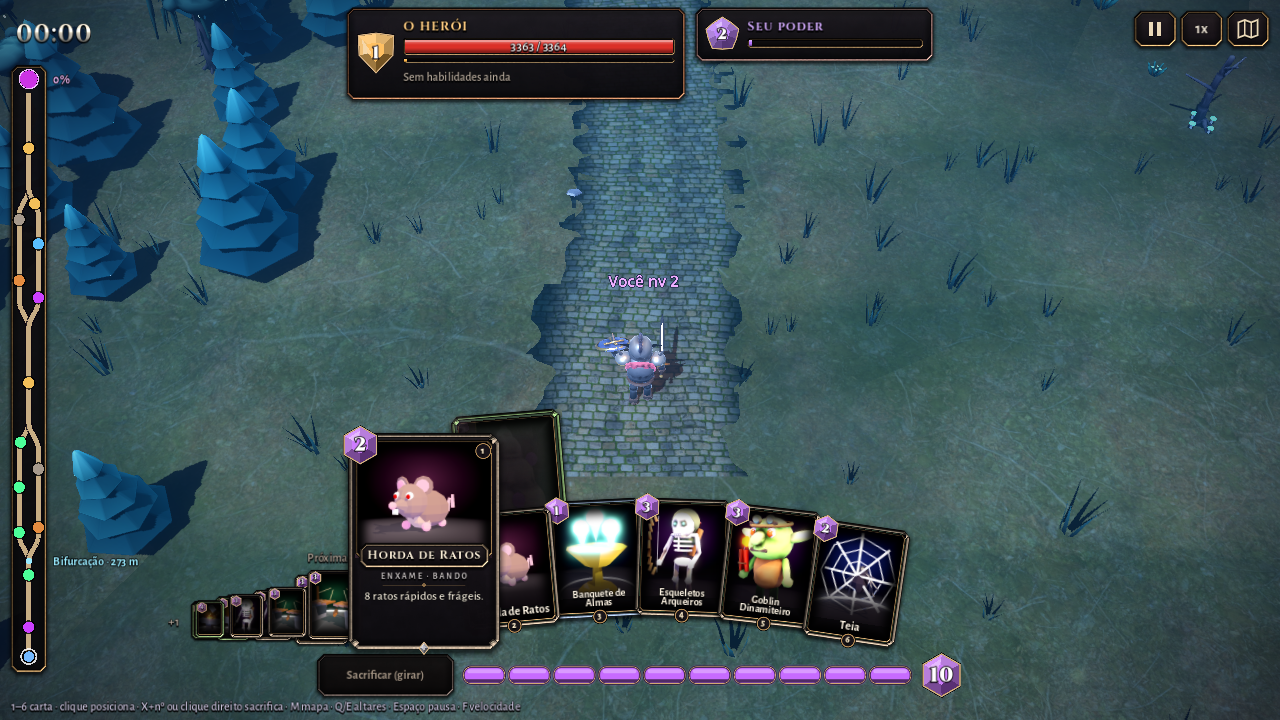 00:00
O HERÓI
1
3363 / 3364
Sem habilidades ainda
2
SEU PODER
1x
0%
Você nv 2
Bifurcação · 273 m
+1
2
1
HORDA DE RATOS
ENXAME · BANDO
8 ratos rápidos e frágeis.
a de Ratos
2
1
Banquete de
Almas
3
3
Esqueletos
Arqueiros
4
3
Goblin
Dinamiteiro
5
2
Teia
6
Sacrificar (girar)
10
1–6 carta · clique posiciona · X+nº ou clique direito sacrifica · M mapa · Q/E altares · Espaço pausa · F velocidade